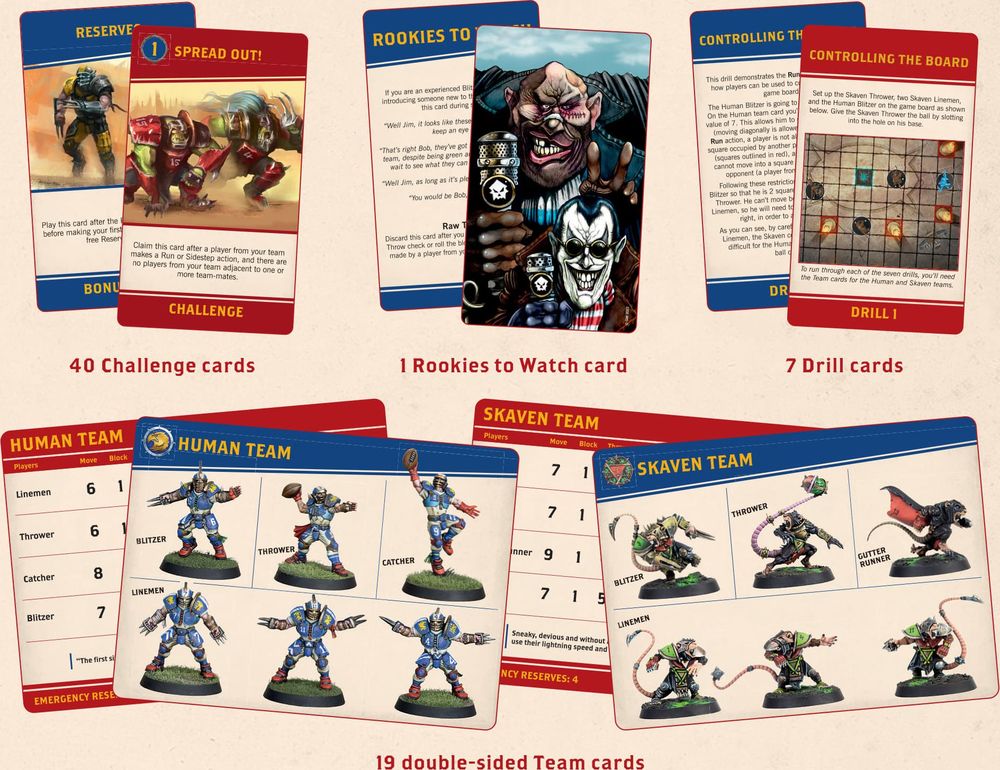 RESERVE
Play this card after the
before making your first
free Reser
BONU
1
SPREAD OUT!
15
Claim this card after a player from your team
makes a Run or Sidestep action, and there are
no players from your team adjacent to one or
more team-mates.
CHALLENGE
ROOKIES TO
If you are an experienced Blit
introducing someone new to t
this card during
"Well Jim, it looks like these
keep an eye
"That's right Bob, they've got
team, despite being green a
wait to see what they can
"Well Jim, as long as it's ple
"You would be Bob,
Raw T
Discard this card after you
Throw check or roll the bl
made by a player from yo
CONTROLLING TH
This drill demonstrates the Run
how players can be used to c
game board
The Human Blitzer is going to
On the Human team card you'
value of 7. This allows him to
(moving diagonally is allowe
Run action, a player is not al
square occupied by another p
(squares outlined in red), a
cannot move into a square
opponent (a player from
Following these restriction
Blitzer so that he is 2 square
Thrower. He can't move b
Linemen, so he will need to
right, in order to a
As you can see, by caref
Linemen, the Skaven c
difficult for the Human
ball c
DR
CONTROLLING THE BOARD
Set up the Skaven Thrower, two Skaven Linemen,
and the Human Blitzer on the game board as shown
below. Give the Skaven Thrower the ball by slotting
into the hole on his base.
To run through each of the seven drills, you'll need
the Team cards for the Human and Skaven teams.
DRILL 1
40 Challenge cards
1 Rookies to Watch card
7 Drill cards
HUMAN TEAM
Players Move Block
Linemen 6 1
Thrower 6 1
Catcher 8
Blitzer 7
"The first si
EMERGENCY RESE
HUMAN TEAM
BLITZER
THROWER
CATCHER
LINEMEN
SKAVEN TEAM
Players Move Block Thr
7 1
7 1
nner 9 1
7 1 5
Sneaky, devious and without
use their lightning speed and
NCY RESERVES: 4
SKAVEN TEAM
BLITZER
THROWER
GUTTER
RUNNER
LINEMEN
19 double-sided Team cards